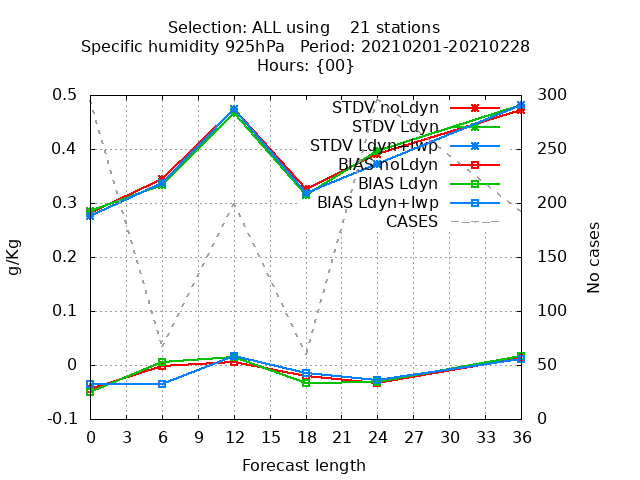 Selection: ALL using 21 stations
Specific humidity 925hPa Period: 20210201-20210228
Hours: {00}
0.5
0.4
0.3
0.2
0.1
0
-0.1
g/Kg
STDV noLdyn
STDV Ldyn
STDV Ldyn+lwp
BIAS noLdyn
BIAS Ldyn
BIAS Ldyn+lwp
CASES
300
250
200
150
100
50
0
No cases
0 3 6 9 12 15 18 21 24 27 30 33 36
Forecast length